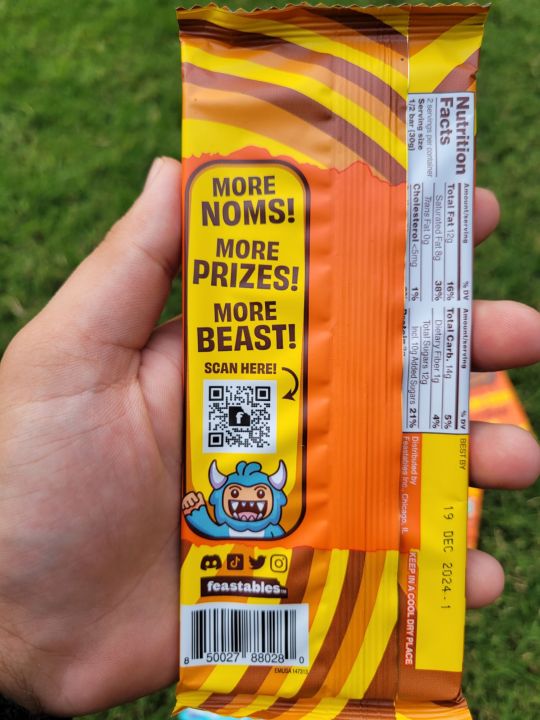 MORE
NOMS!
MORE
PRIZES!
MORE
BEAST!
SCAN HERE!
f
feastables™
8 50027 88028 0
EMUSA 147313
Nutrition
Facts
2 servings per container
Serving size
1/2 bar (30g)
Amount/serving % DV
Total Fat 12g 16%
Saturated Fat 8g 38%
Trans Fat 0g
Cholesterol <5mg 1%
Amount/serving % DV
Total Carb. 14g 5%
Dietary Fiber 1g 4%
Total Sugars 12g
Incl. 10g Added Sugars 21%
BEST BY
19 DEC 2024-1
Distributed by
Feastables Inc. Chicago, IL
KEEP IN A COOL DRY PLACE